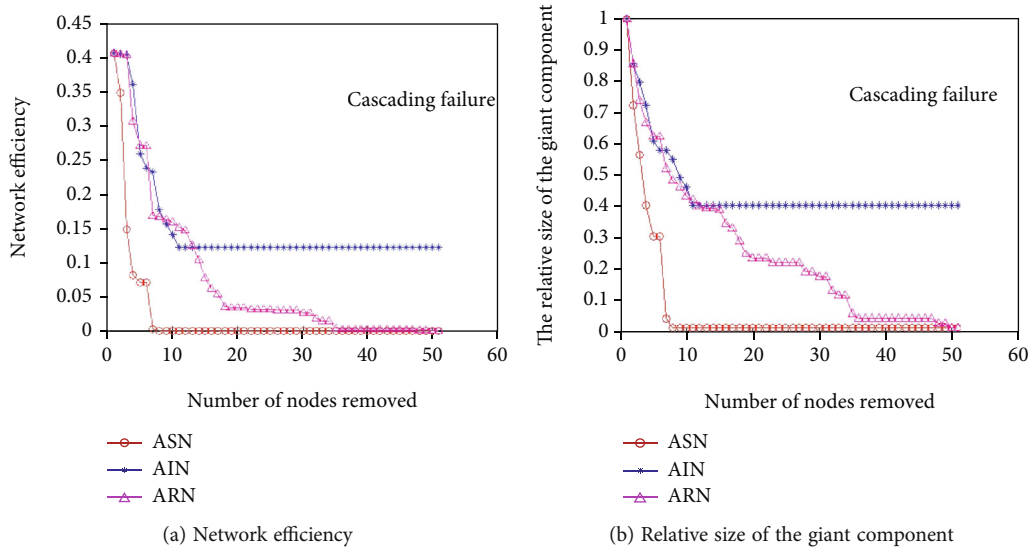 0.45
0.4
0.35
0.3
0.25
0.2
0.15
0.1
0.05
0
Network efficiency
Cascading failure
0 10 20 30 40 50 60
Number of nodes removed
ASN
AIN
ARN
(a) Network efficiency
1
0.9
0.8
0.7
0.6
0.5
0.4
0.3
0.2
0.1
0
The relative size of the giant component
Cascading failure
0 10 20 30 40 50 60
Number of nodes removed
ASN
AIN
ARN
(b) Relative size of the giant component